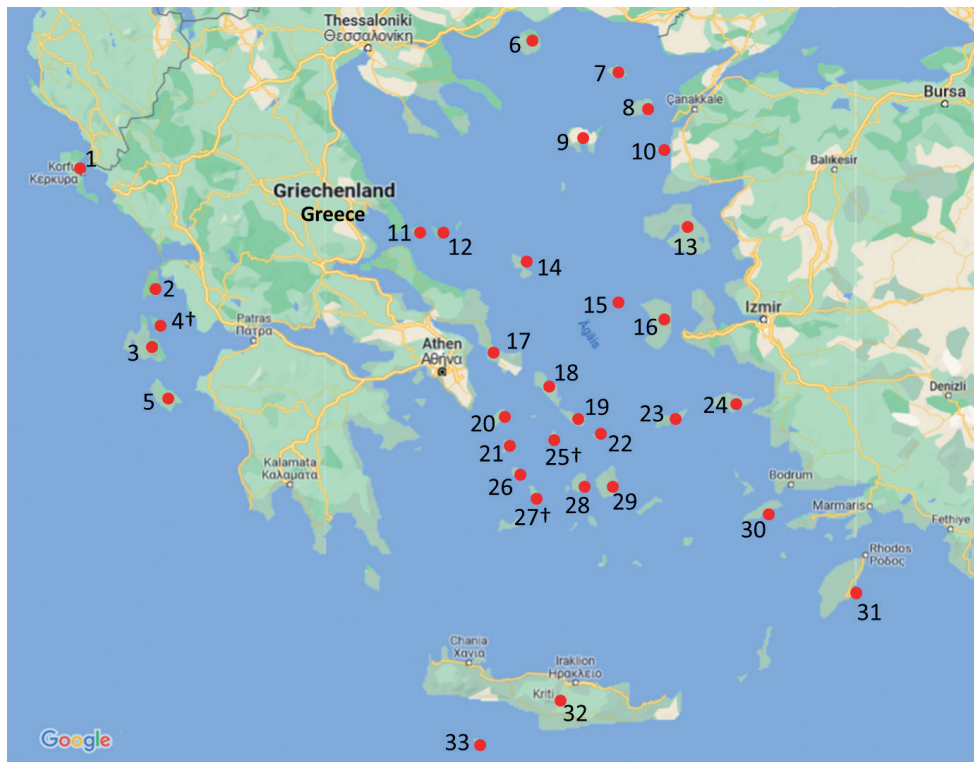 Thessaloniki
Θεσσαλονίκη
6
7
8
Çanakkale
Bursa
9
10
Balıkesir
1
Korfu
Κέρκυρα
Griechenland
Greece
11
12
13
14
2
15
16
Izmir
4†
Patras
Πάτρα
3
Athen
Αθήνα
17
Ägäis
18
Denizli
5
20
19
23
24
21
22
25†
Kalamata
Καλαμάτα
26
27†
28
29
Bodrum
30
Marmaris
Fethiye
Rhodos
Ρόδος
31
Chania
Χανιά
Iraklion
Ηράκλειο
Kriti
32
33
Google